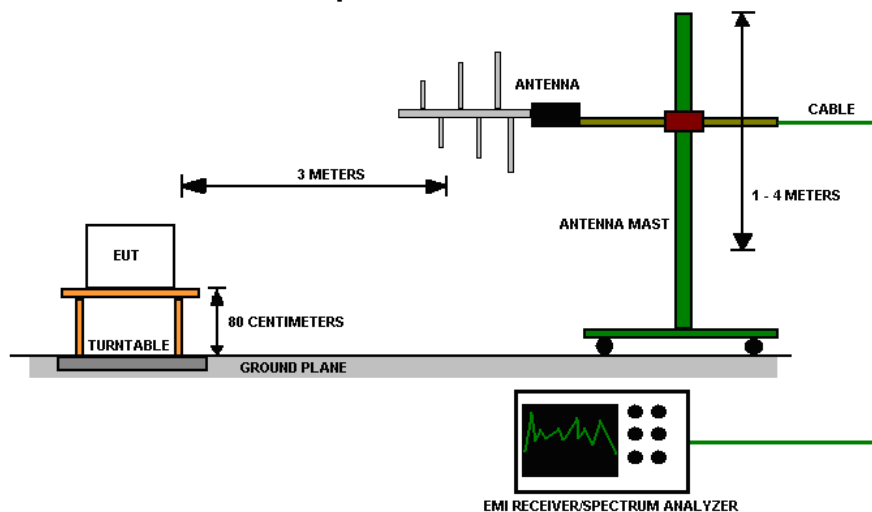 ANTENNA
CABLE
3 METERS
1 - 4 METERS
ANTENNA MAST
EUT
80 CENTIMETERS
TURNTABLE
GROUND PLANE
EMI RECEIVER/SPECTRUM ANALYZER